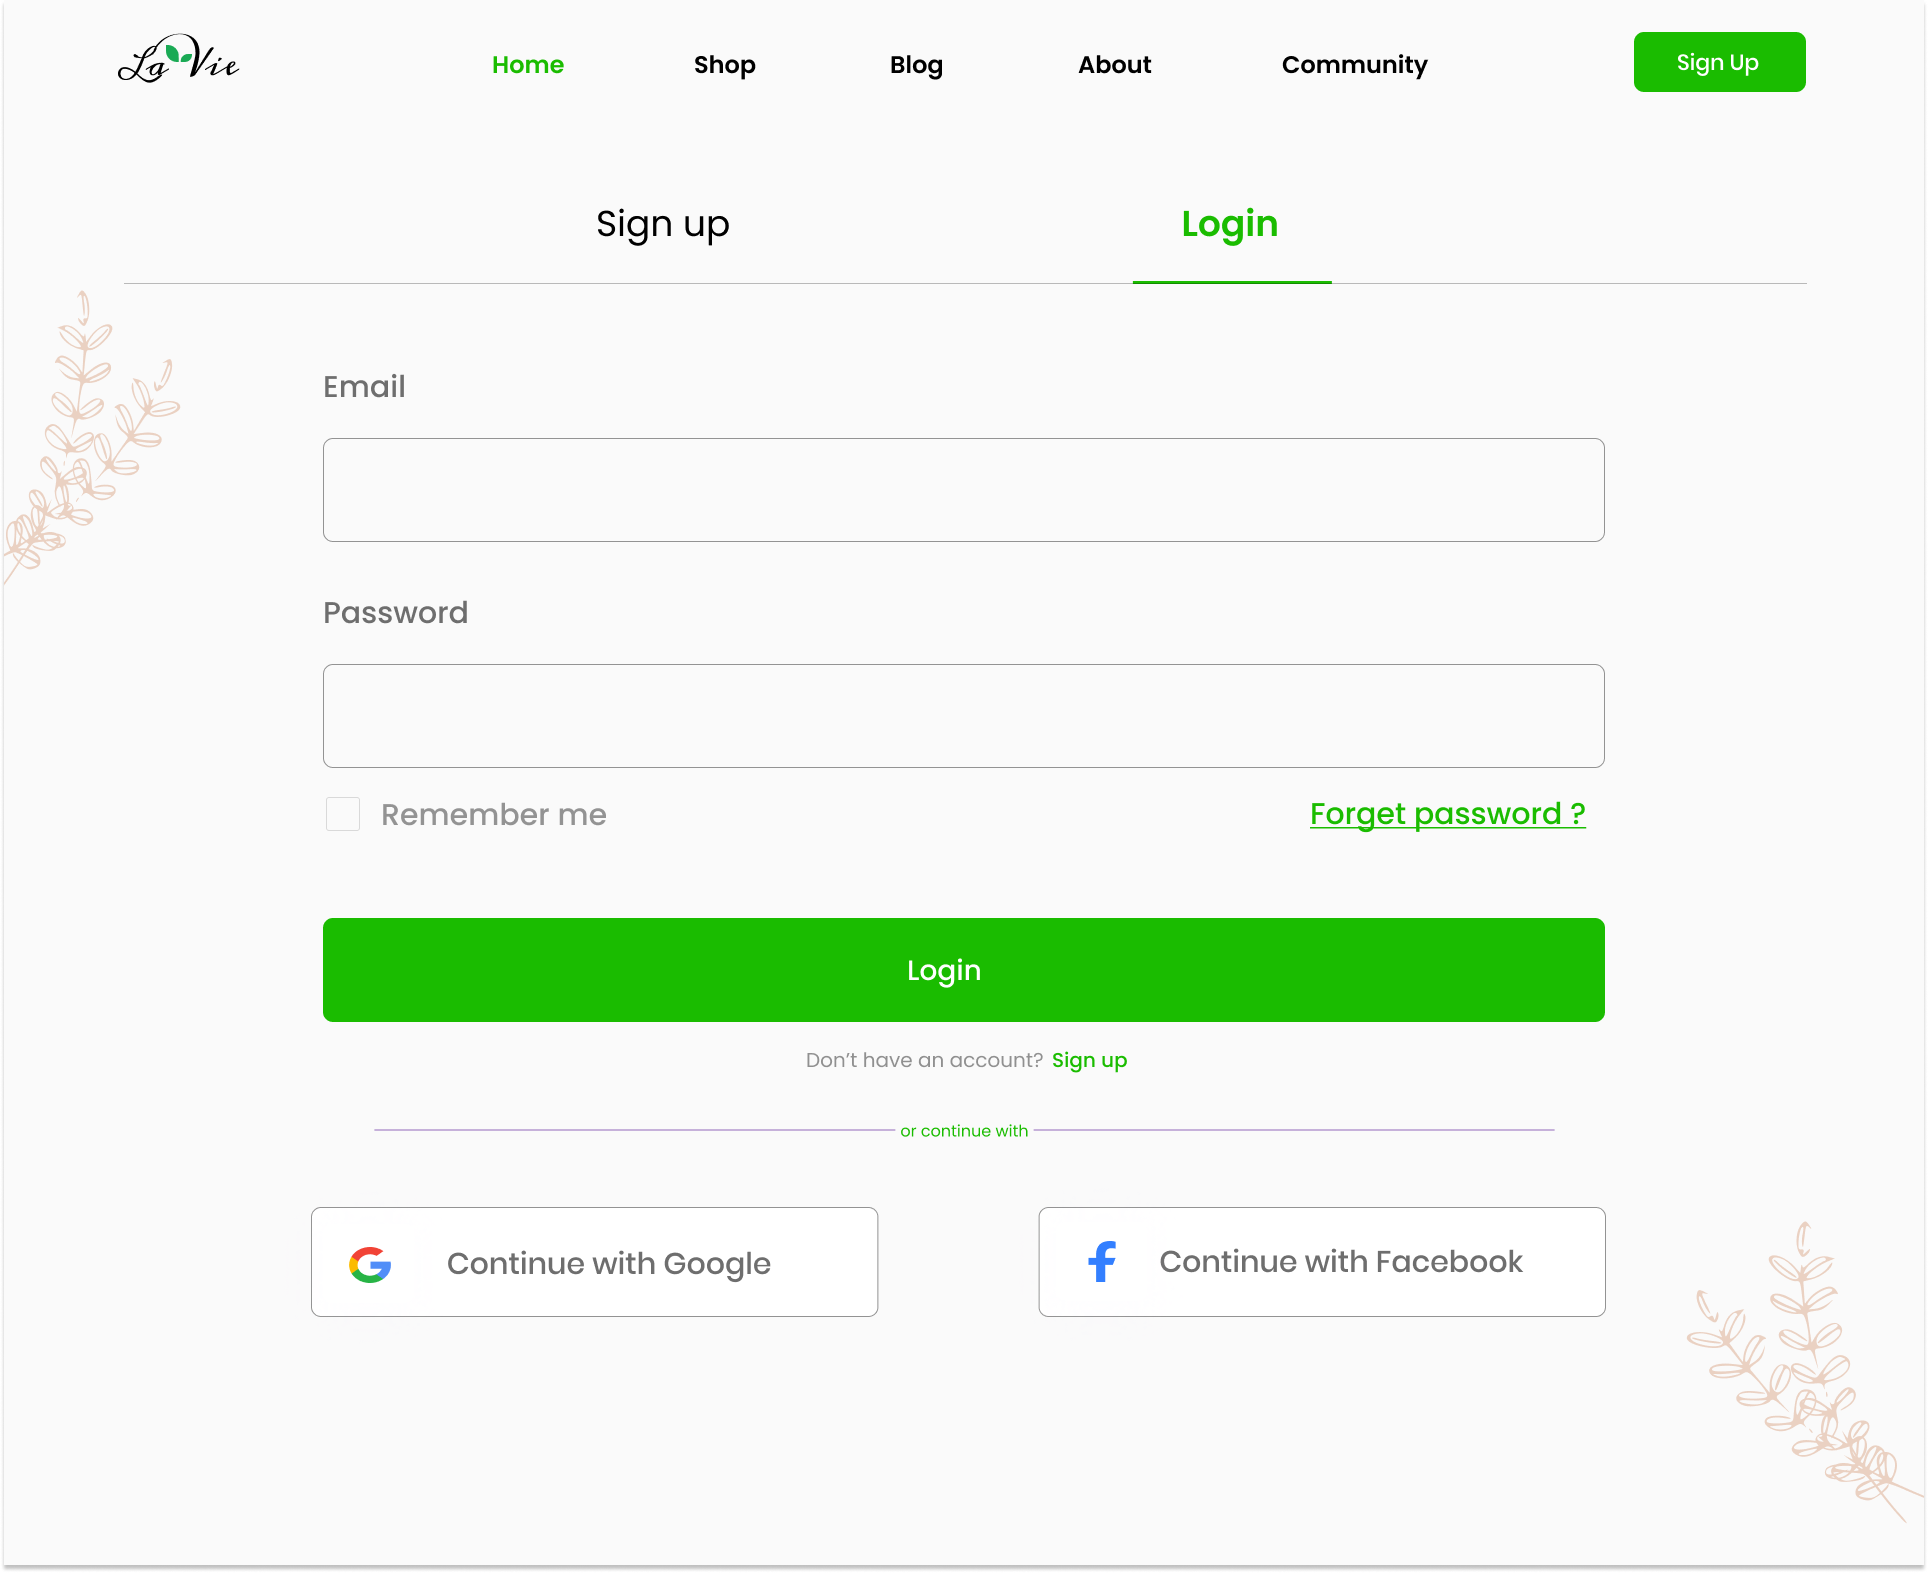 La Vie
Home Shop Blog About Community Sign Up
Sign up Login
Email
Password
Remember me Forget password ?
Login
Don’t have an account? Sign up
or continue with
Continue with Google Continue with Facebook